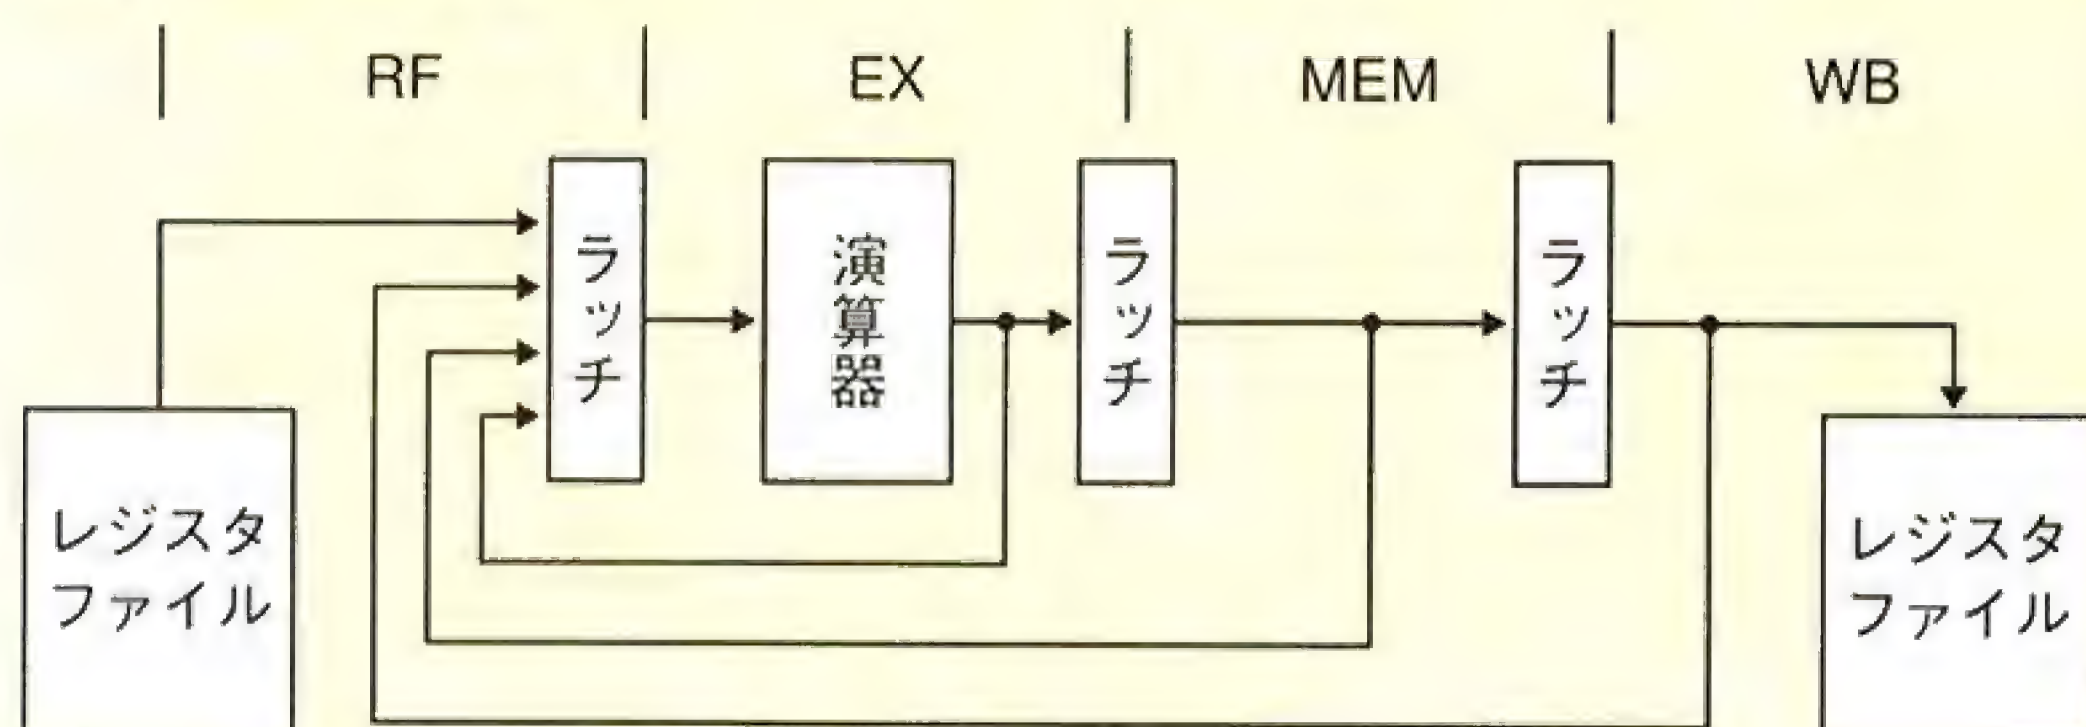 RF EX MEM WB
ラッチ
演算器
ラッチ
ラッチ
レジスタ
ファイル
レジスタ
ファイル